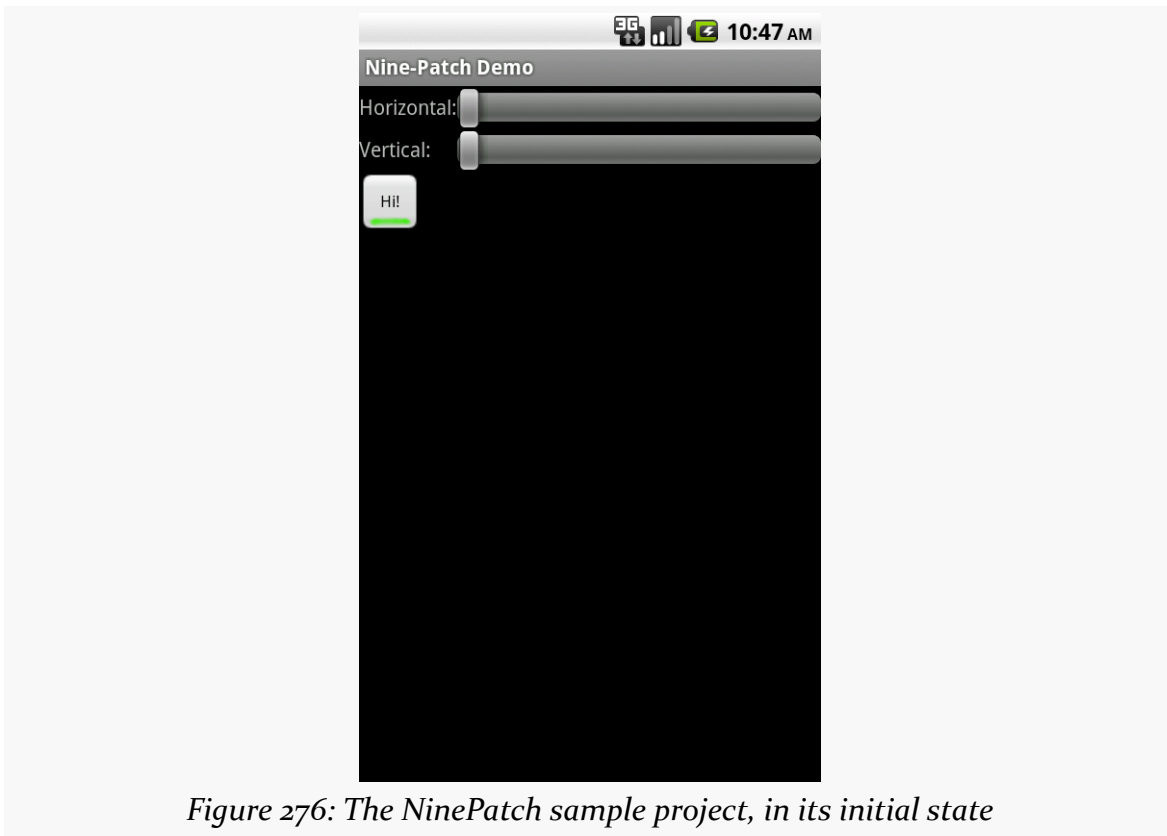 3G 10:47 AM
Nine-Patch Demo
Horizontal:
Vertical:
Hi!
Figure 276: The NinePatch sample project, in its initial state